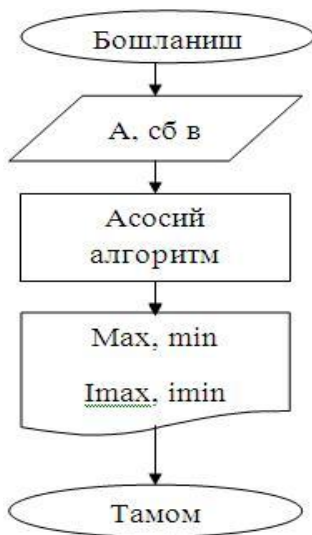 Бошланиш
А, сб в
Асосий
алгоритм
Max, min
Imax, imin
Тамом